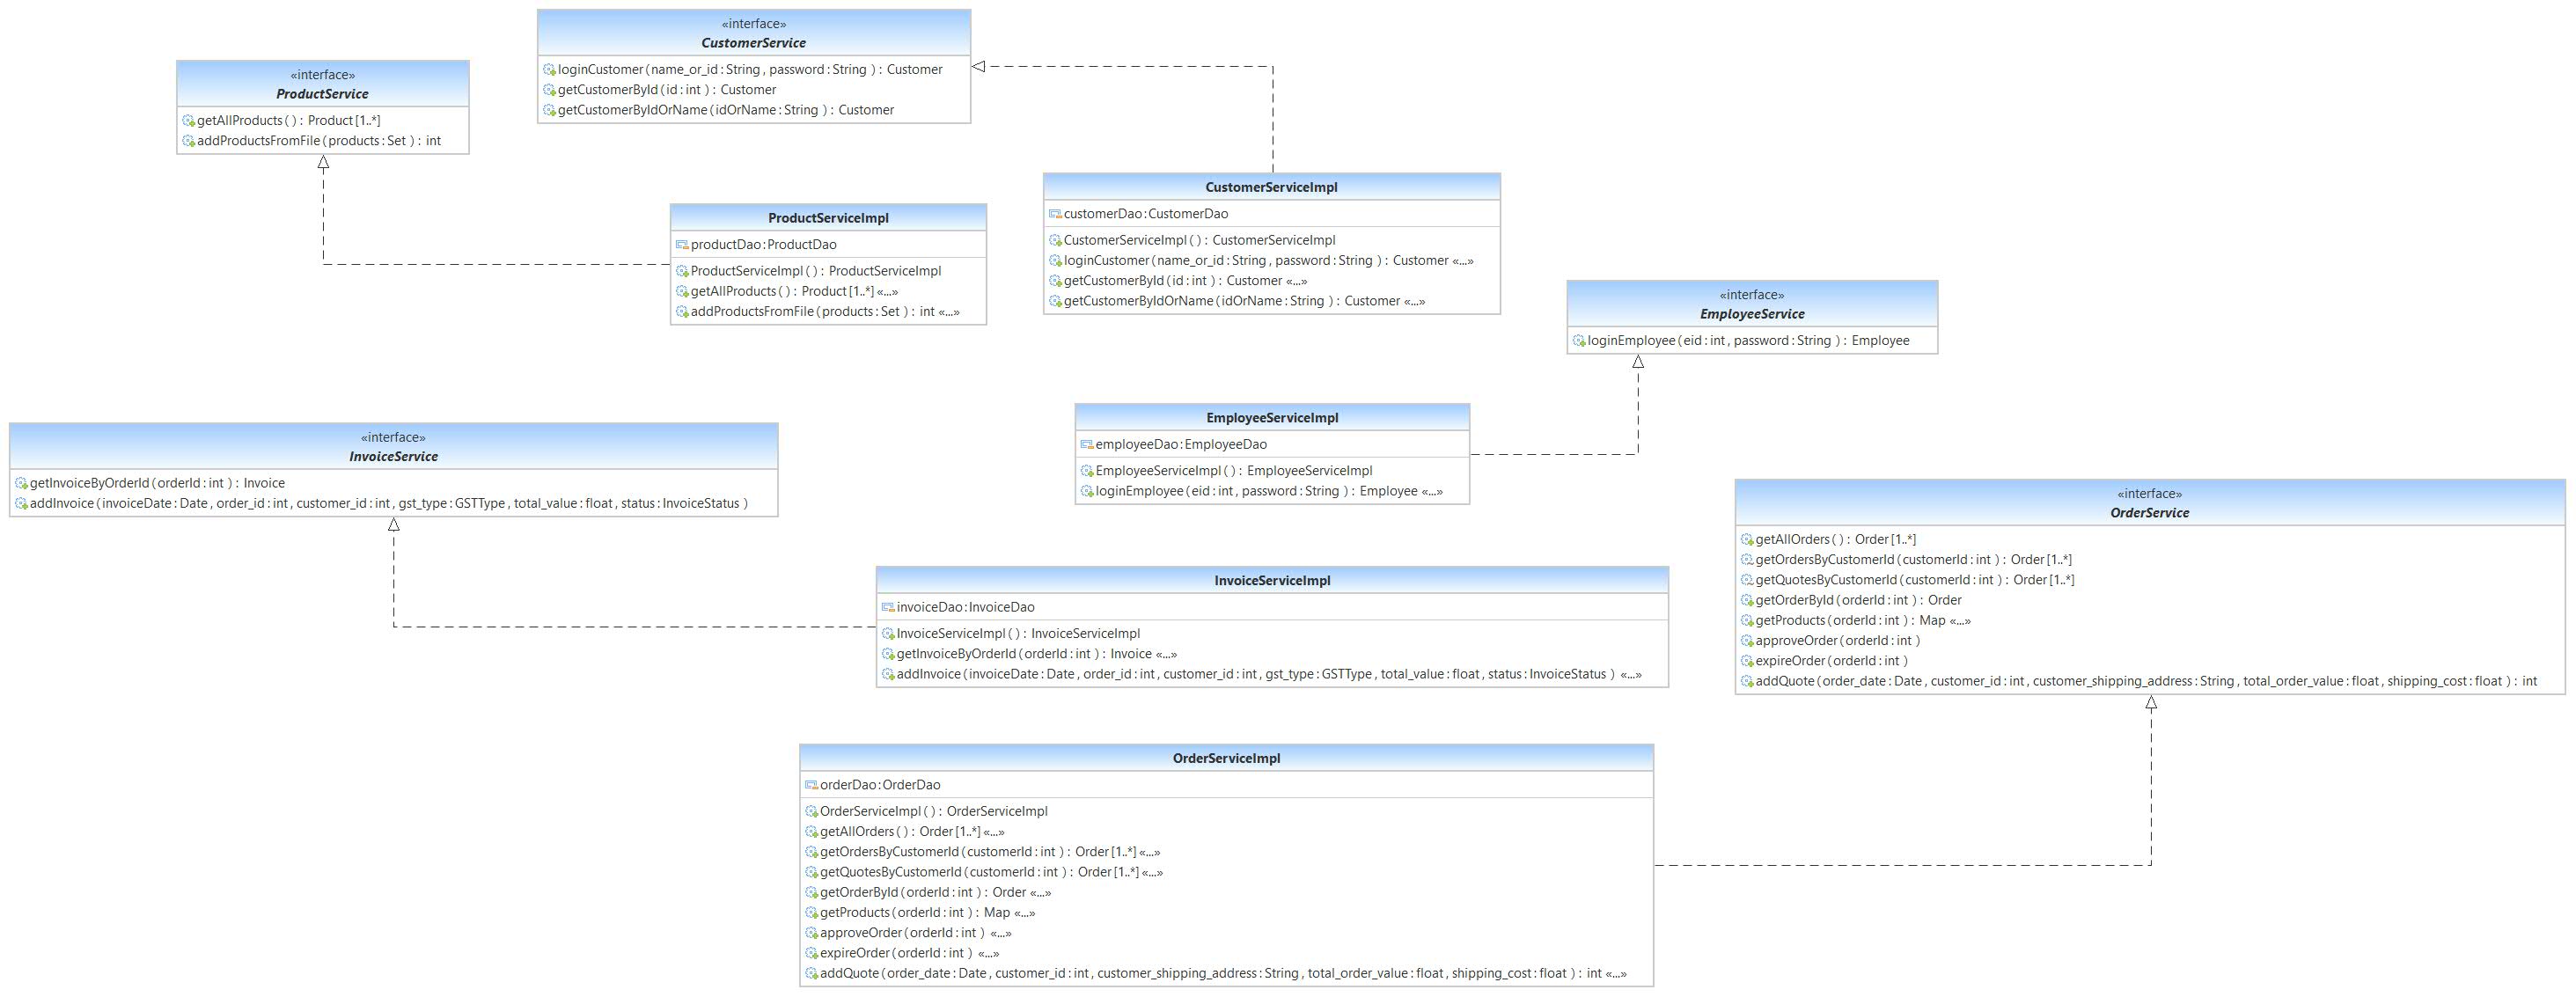 «interface»
CustomerService
loginCustomer(name_or_id:String, password:String): Customer
getCustomerById(id:int): Customer
getCustomerByIdOrName(idOrName:String): Customer
«interface»
ProductService
getAllProducts(): Product[1..*]
addProductsFromFile(products:Set): int
CustomerServiceImpl
customerDao:CustomerDao
CustomerServiceImpl(): CustomerServiceImpl
loginCustomer(name_or_id:String, password:String): Customer «...»
getCustomerById(id:int): Customer «...»
getCustomerByIdOrName(idOrName:String): Customer «...»
ProductServiceImpl
productDao:ProductDao
ProductServiceImpl(): ProductServiceImpl
getAllProducts(): Product[1..*] «...»
addProductsFromFile(products:Set): int «...»
«interface»
EmployeeService
loginEmployee(eid:int, password:String): Employee
EmployeeServiceImpl
employeeDao:EmployeeDao
EmployeeServiceImpl(): EmployeeServiceImpl
loginEmployee(eid:int, password:String): Employee «...»
«interface»
InvoiceService
getInvoiceByOrderId(orderId:int): Invoice
addInvoice(invoiceDate:Date, order_id:int, customer_id:int, gst_type:GSTType, total_value:float, status:InvoiceStatus)
«interface»
OrderService
getAllOrders(): Order[1..*]
getOrdersByCustomerId(customerId:int): Order[1..*]
getQuotesByCustomerId(customerId:int): Order[1..*]
getOrderById(orderId:int): Order
getProducts(orderId:int): Map «...»
approveOrder(orderId:int)
expireOrder(orderId:int)
addQuote(order_date:Date, customer_id:int, customer_shipping_address:String, total_order_value:float, shipping_cost:float): int
InvoiceServiceImpl
invoiceDao:InvoiceDao
InvoiceServiceImpl(): InvoiceServiceImpl
getInvoiceByOrderId(orderId:int): Invoice «...»
addInvoice(invoiceDate:Date, order_id:int, customer_id:int, gst_type:GSTType, total_value:float, status:InvoiceStatus) «...»
OrderServiceImpl
orderDao:OrderDao
OrderServiceImpl(): OrderServiceImpl
getAllOrders(): Order[1..*] «...»
getOrdersByCustomerId(customerId:int): Order[1..*] «...»
getQuotesByCustomerId(customerId:int): Order[1..*] «...»
getOrderById(orderId:int): Order «...»
getProducts(orderId:int): Map «...»
approveOrder(orderId:int) «...»
expireOrder(orderId:int) «...»
addQuote(order_date:Date, customer_id:int, customer_shipping_address:String, total_order_value:float, shipping_cost:float): int «...»